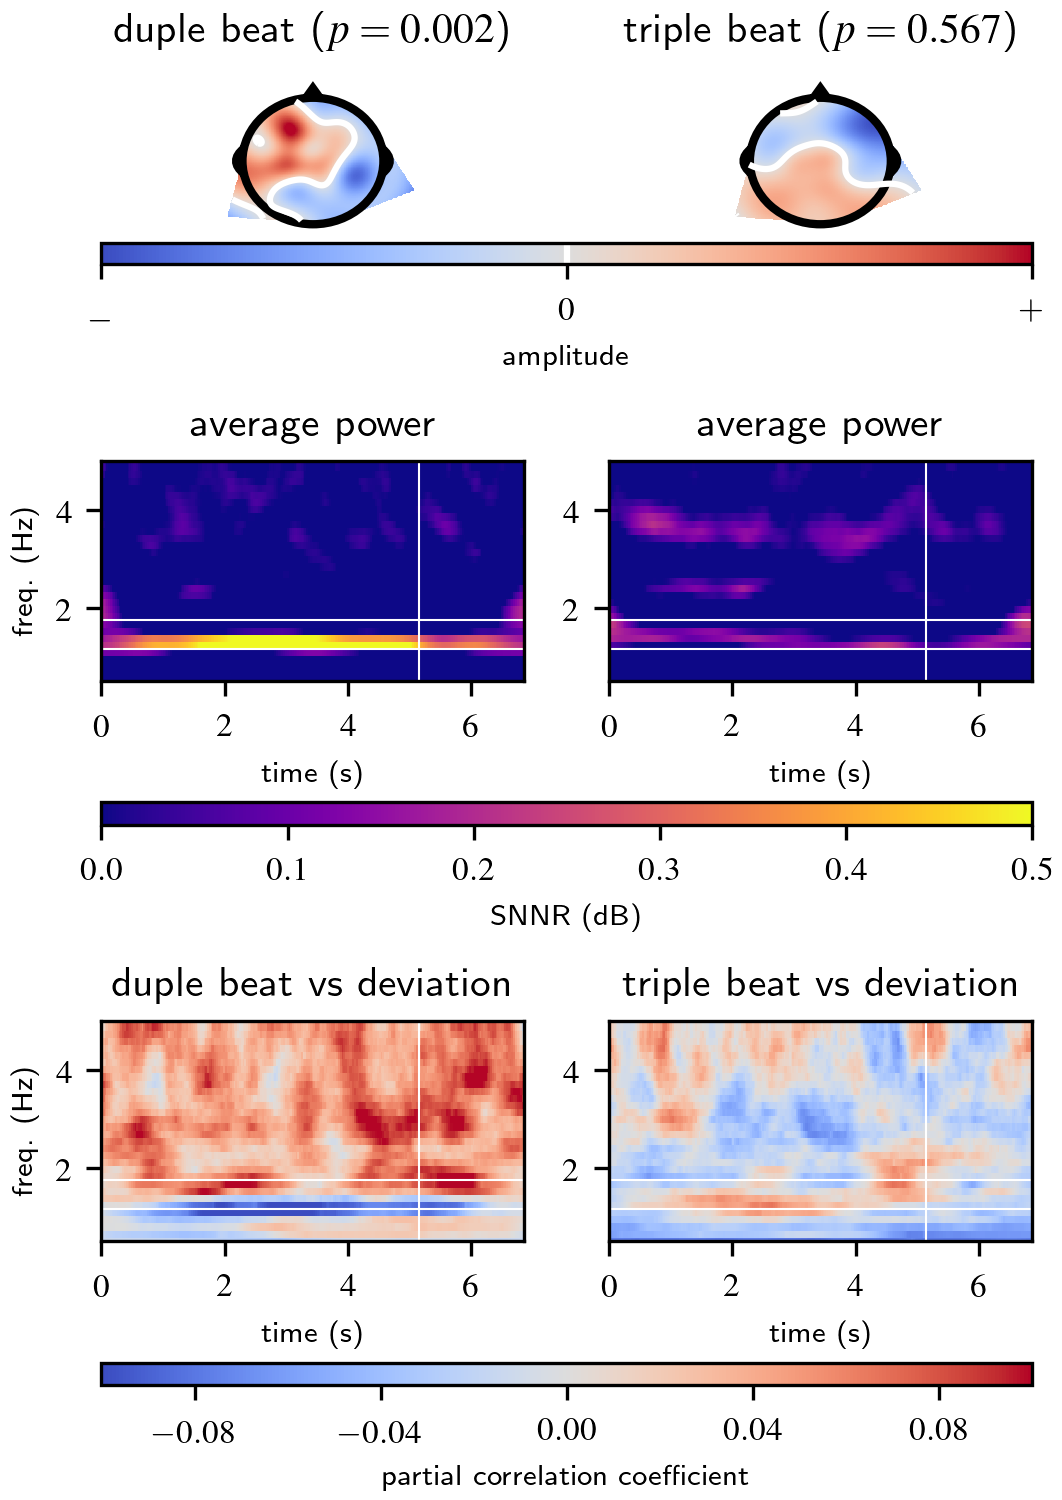 duple beat (p = 0.002)
triple beat (p = 0.567)
− 0 +
amplitude
average power
average power
freq. (Hz)
4
2
4
2
0 2 4 6
0 2 4 6
time (s)
time (s)
0.0 0.1 0.2 0.3 0.4 0.5
SNNR (dB)
duple beat vs deviation
triple beat vs deviation
freq. (Hz)
4
2
4
2
0 2 4 6
0 2 4 6
time (s)
time (s)
−0.08 −0.04 0.00 0.04 0.08
partial correlation coefficient